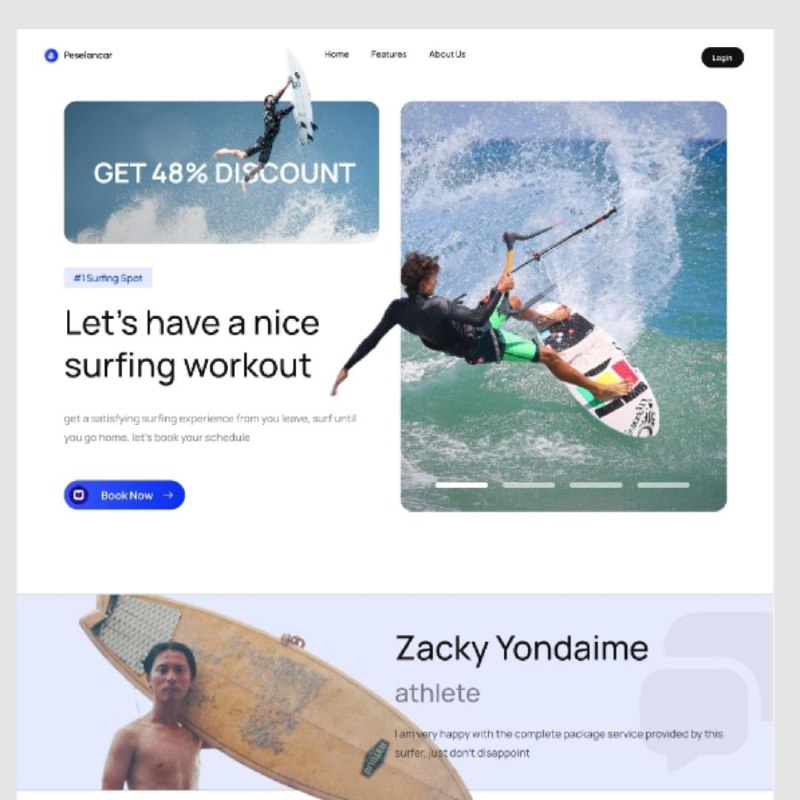 Peselancar
Home
Features
About Us
Login
GET 48% DISCOUNT
#1 Surfing Spot
Let's have a nice
surfing workout
get a satisfying surfing experience from you leave, surf until
you go home, let's book your schedule
Book Now
Zacky Yondaime
athlete
I am very happy with the complete package service provided by this
surfer, just don't disappoint